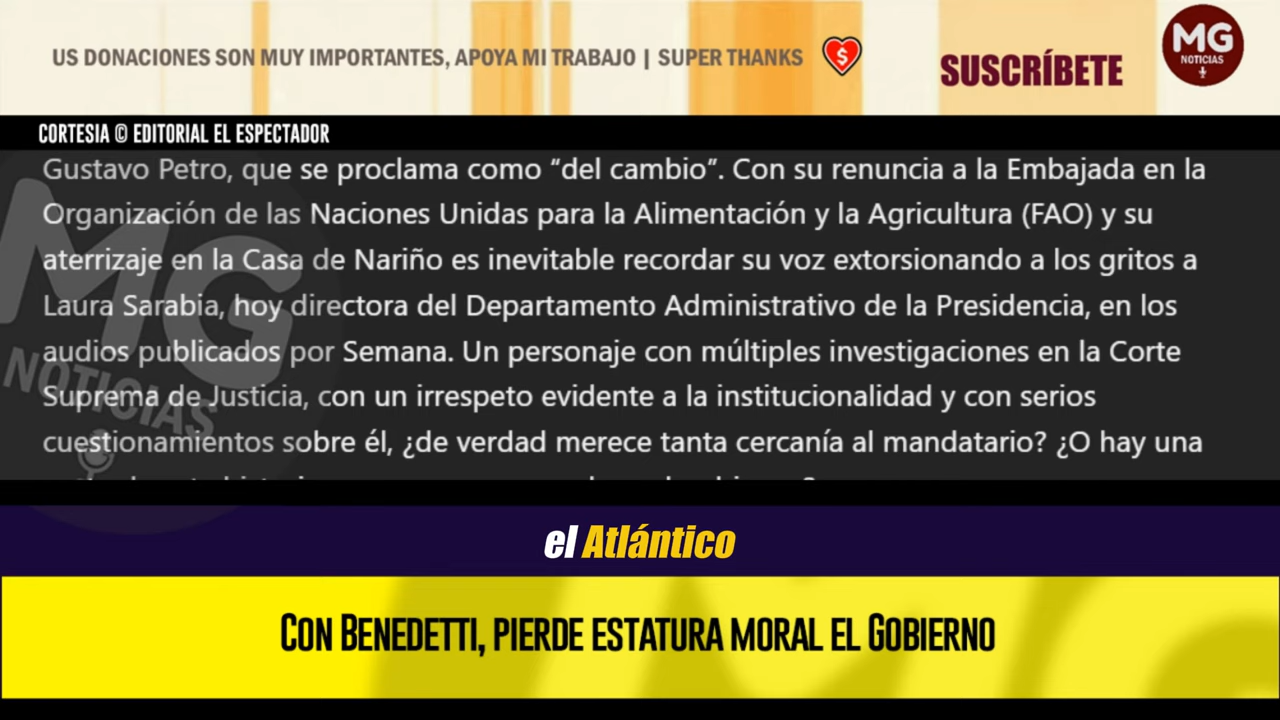 US DONACIONES SON MUY IMPORTANTES, APOYA MI TRABAJO | SUPER THANKS
$
SUSCRÍBETE
MG
NOTICIAS
CORTESIA © EDITORIAL EL ESPECTADOR
Gustavo Petro, que se proclama como “del cambio”. Con su renuncia a la Embajada en la
Organización de las Naciones Unidas para la Alimentación y la Agricultura (FAO) y su
aterrizaje en la Casa de Nariño es inevitable recordar su voz extorsionando a los gritos a
Laura Sarabia, hoy directora del Departamento Administrativo de la Presidencia, en los
audios publicados por Semana. Un personaje con múltiples investigaciones en la Corte
Suprema de Justicia, con un irrespeto evidente a la institucionalidad y con serios
cuestionamientos sobre él, ¿de verdad merece tanta cercanía al mandatario? ¿O hay una
MG
NOTICIAS
el Atlántico
CON BENEDETTI, PIERDE ESTATURA MORAL EL GOBIERNO